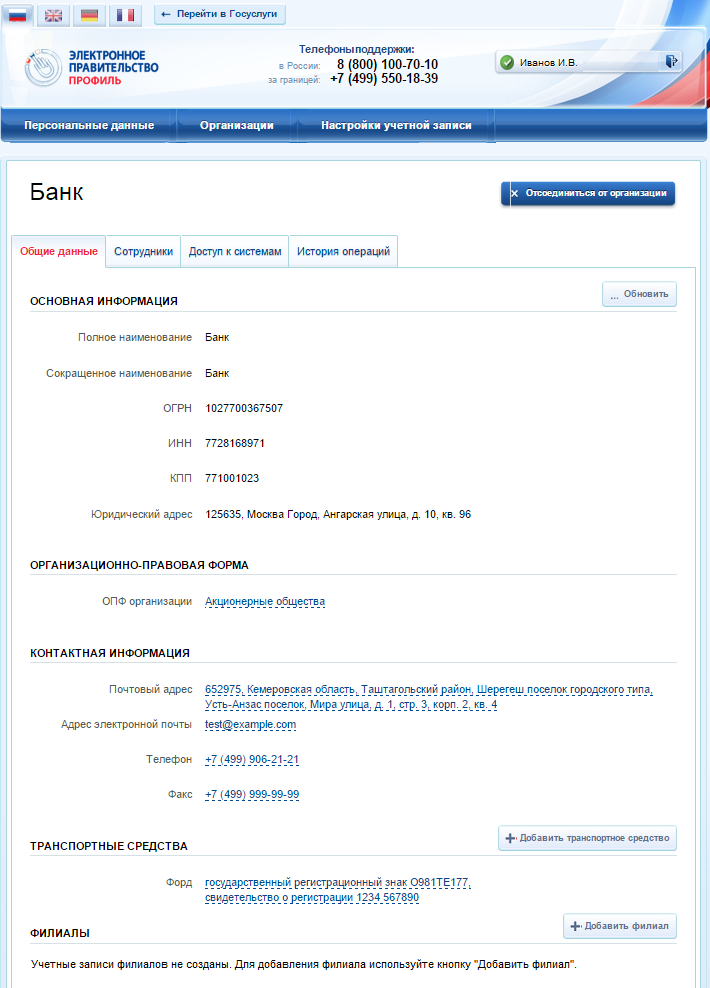 ← Перейти в Госуслуги
ЭЛЕКТРОННОЕ
ПРАВИТЕЛЬСТВО
ПРОФИЛЬ
Телефоны поддержки:
в России: 8 (800) 100-70-10
за границей: +7 (499) 550-18-39
Иванов И.В.
Персональные данные Организации Настройки учетной записи
Банк
× Отсоединиться от организации
Общие данные Сотрудники Доступ к системам История операций
ОСНОВНАЯ ИНФОРМАЦИЯ
... Обновить
Полное наименование Банк
Сокращенное наименование Банк
ОГРН 1027700367507
ИНН 7728168971
КПП 771001023
Юридический адрес 125635, Москва Город, Ангарская улица, д. 10, кв. 96
ОРГАНИЗАЦИОННО-ПРАВОВАЯ ФОРМА
ОПФ организации Акционерные общества
КОНТАКТНАЯ ИНФОРМАЦИЯ
Почтовый адрес 652975, Кемеровская область, Таштагольский район, Шерегеш поселок городского типа,
Усть-Анзас поселок, Мира улица, д. 1, стр. 3, корп. 2, кв. 4
Адрес электронной почты test@example.com
Телефон +7 (499) 906-21-21
Факс +7 (499) 999-99-99
ТРАНСПОРТНЫЕ СРЕДСТВА
+ Добавить транспортное средство
Форд государственный регистрационный знак О981ТЕ177,
свидетельство о регистрации 1234 567890
ФИЛИАЛЫ
+ Добавить филиал
Учетные записи филиалов не созданы. Для добавления филиала используйте кнопку "Добавить филиал".